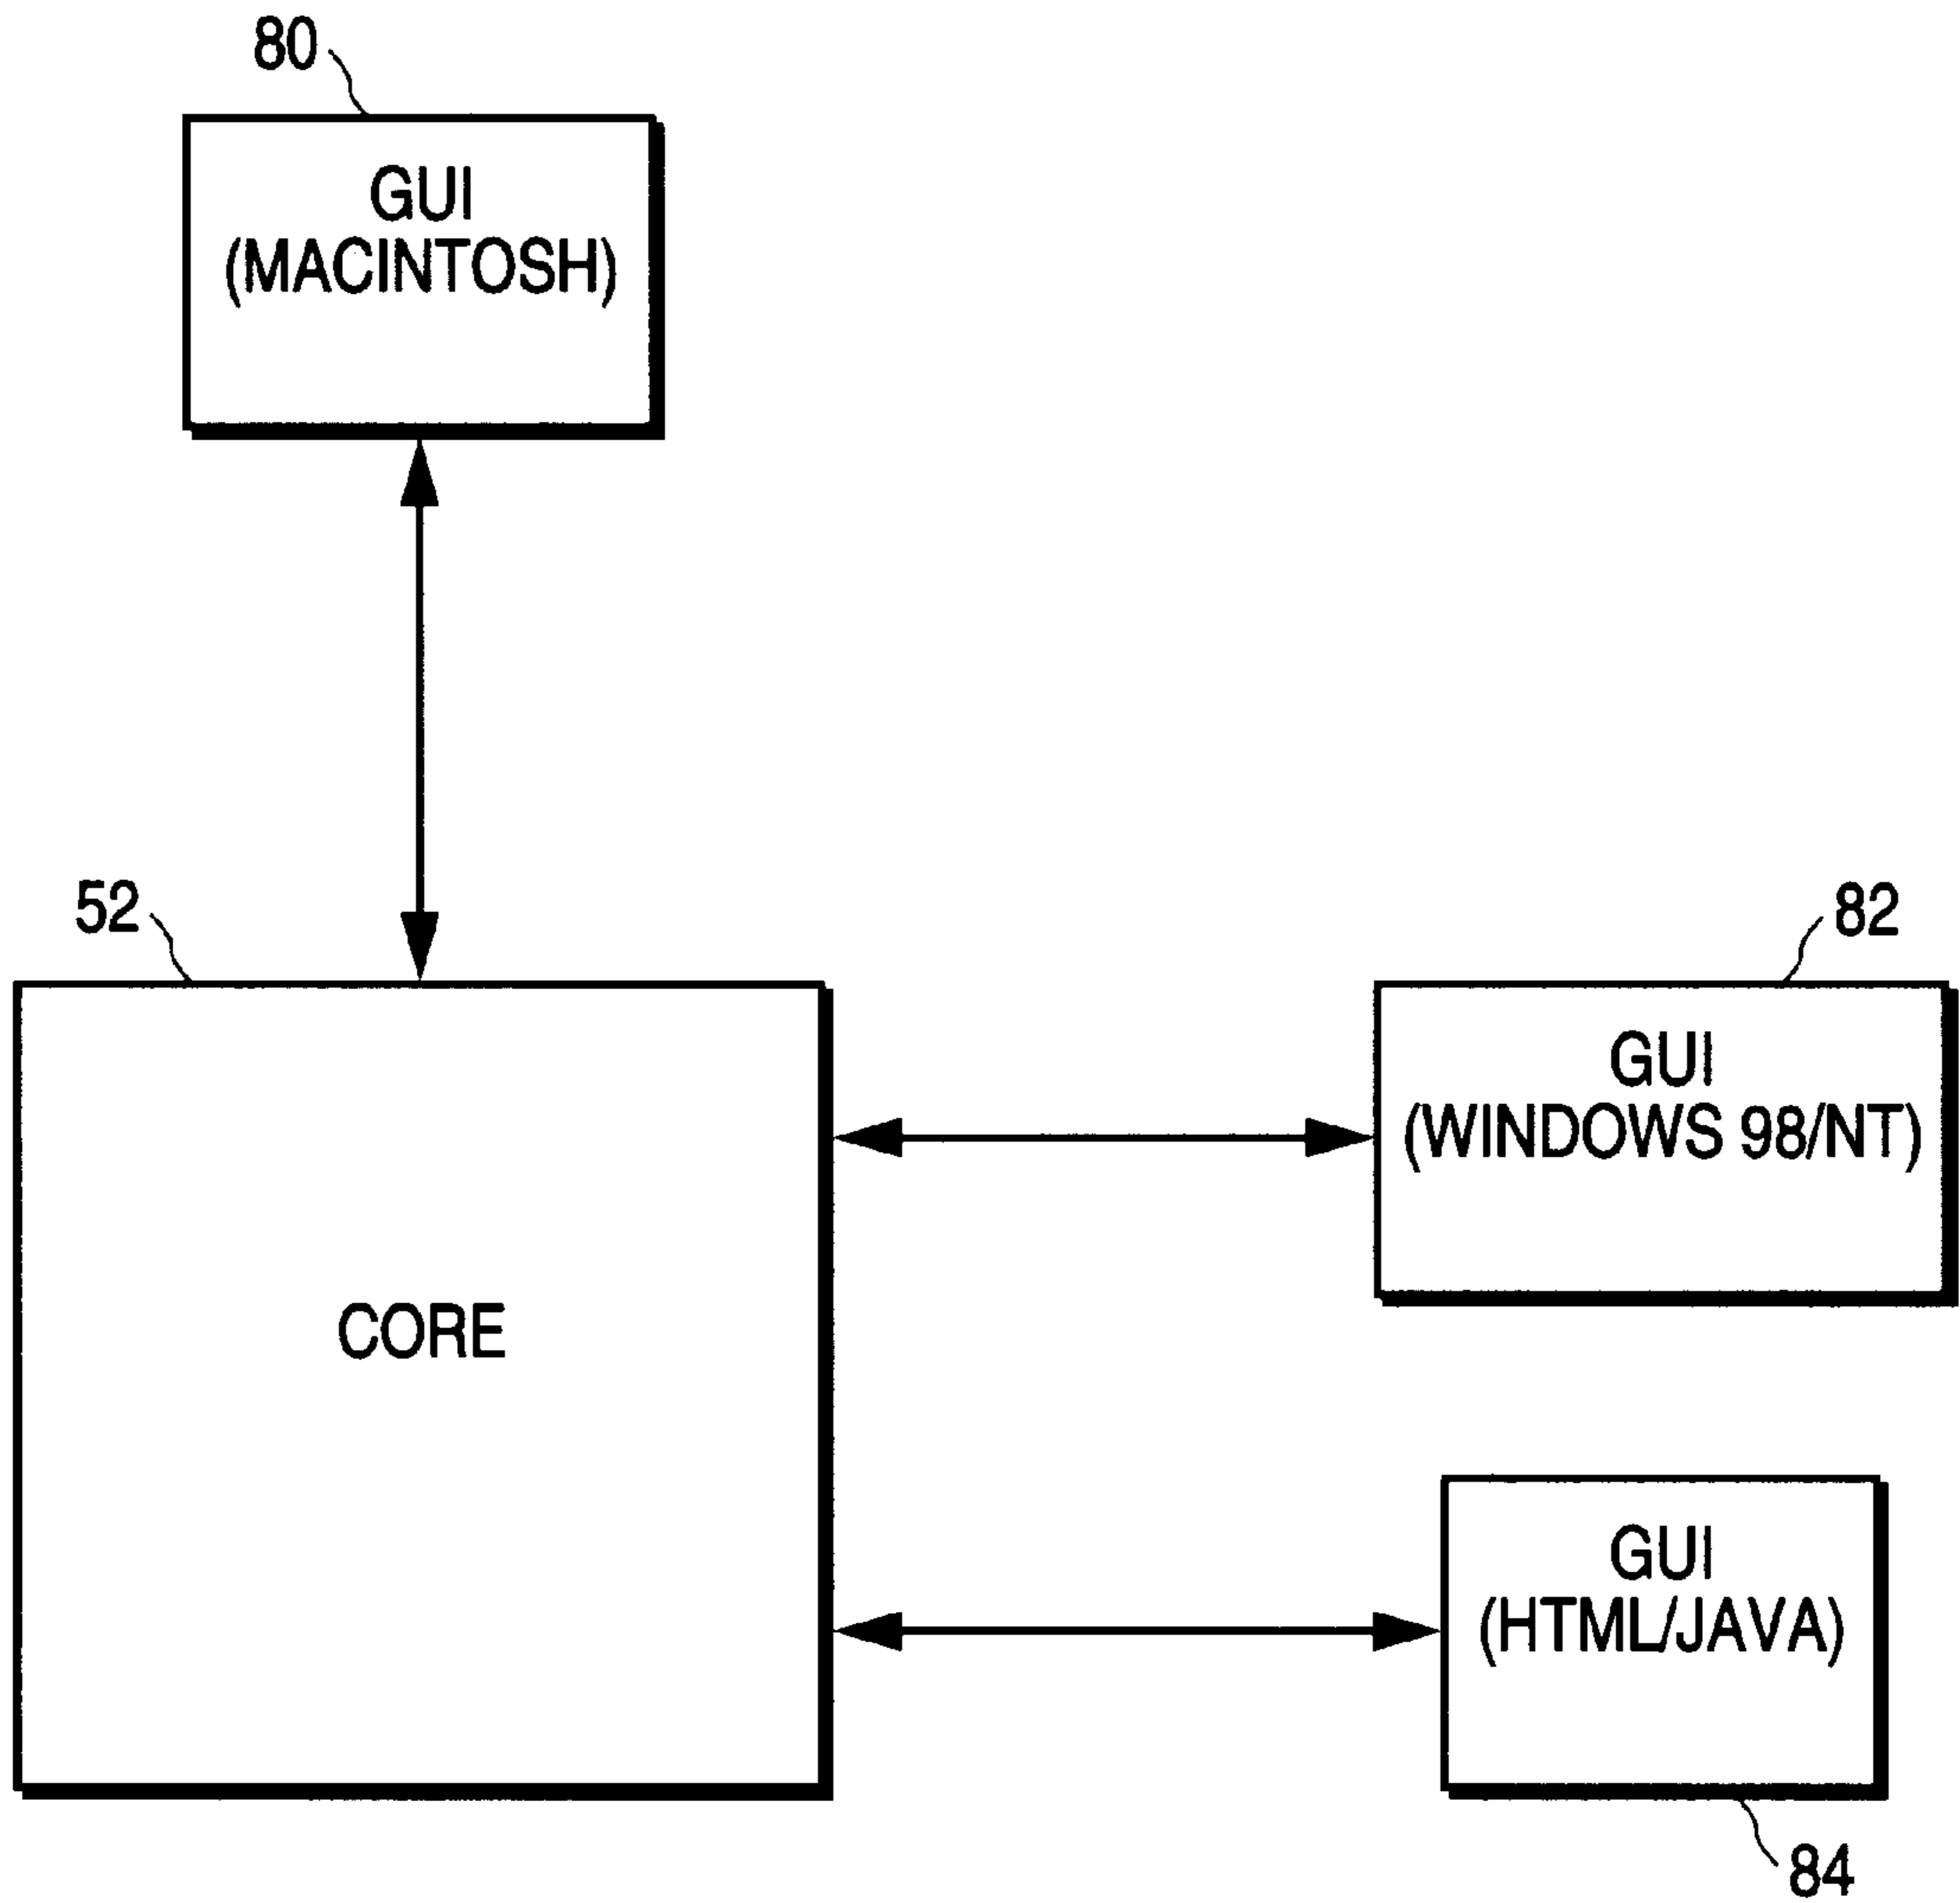 80
GUI
(MACINTOSH)
52
CORE
82
GUI
(WINDOWS 98/NT)
GUI
(HTML/JAVA)
84